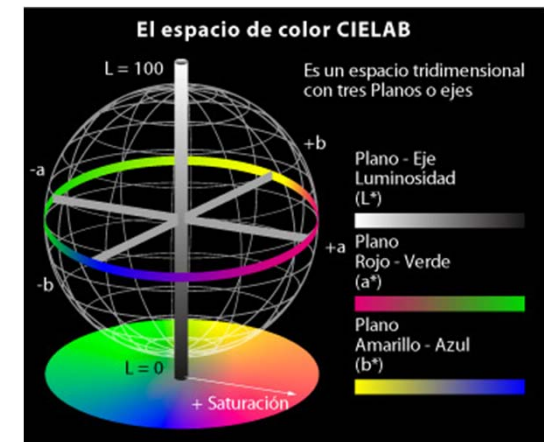 El espacio de color CIELAB
L = 100
Es un espacio tridimensional
con tres Planos o ejes
+b
-a
Plano - Eje
Luminosidad
(L*)
+a
Plano
Rojo - Verde
(a*)
-b
Plano
Amarillo - Azul
(b*)
L = 0
+ Saturación